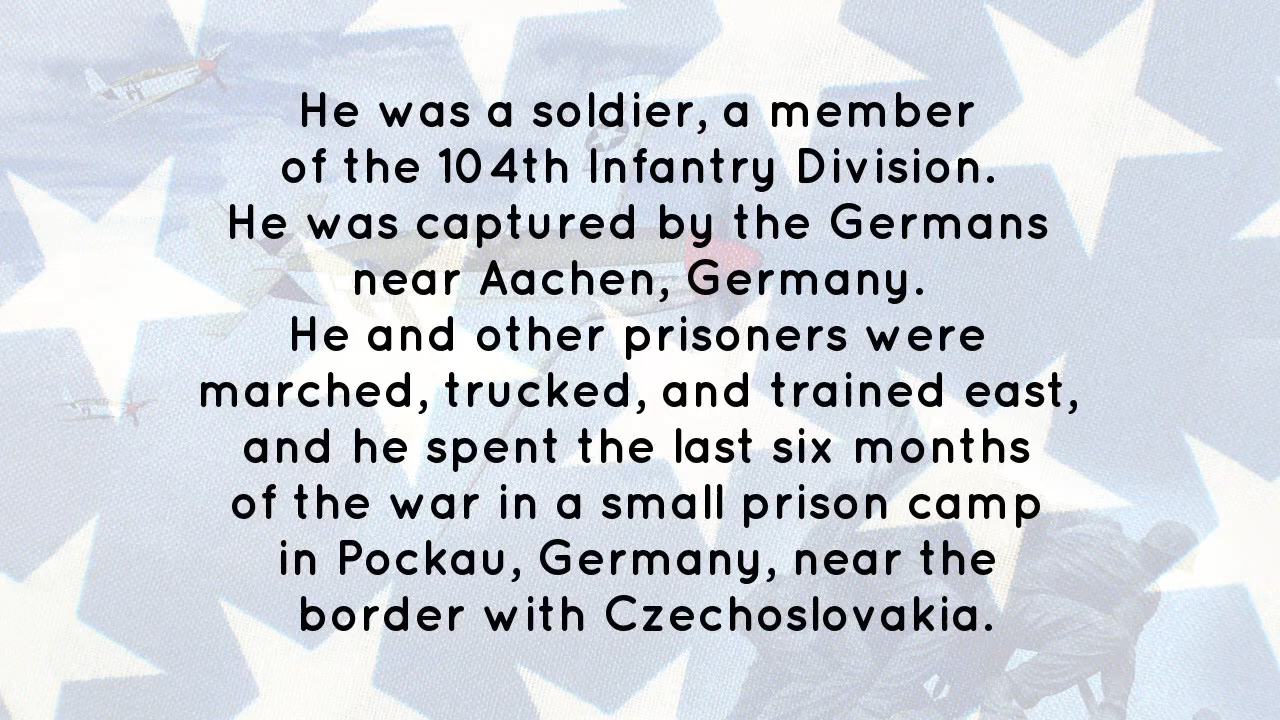 He was a soldier, a member
of the 104th Infantry Division.
He was captured by the Germans
near Aachen, Germany.
He and other prisoners were
marched, trucked, and trained east,
and he spent the last six months
of the war in a small prison camp
in Pockau, Germany, near the
border with Czechoslovakia.